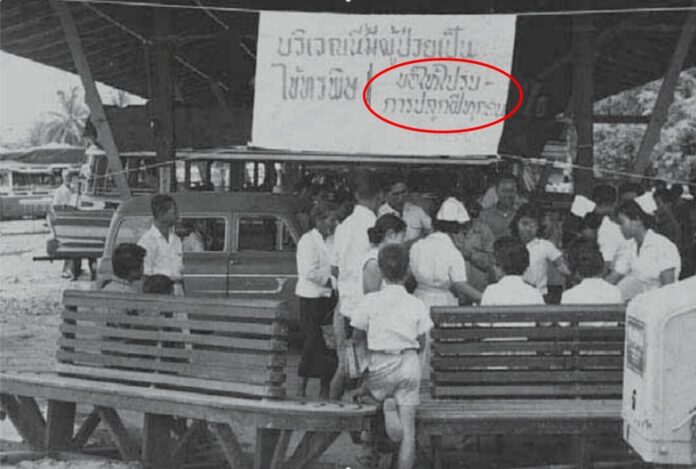 บริเวณนี้มีผู้ป่วยเป็น
ไข้ทรพิษ ขอให้ไปรับ -
การปลูกฝีทุกคน